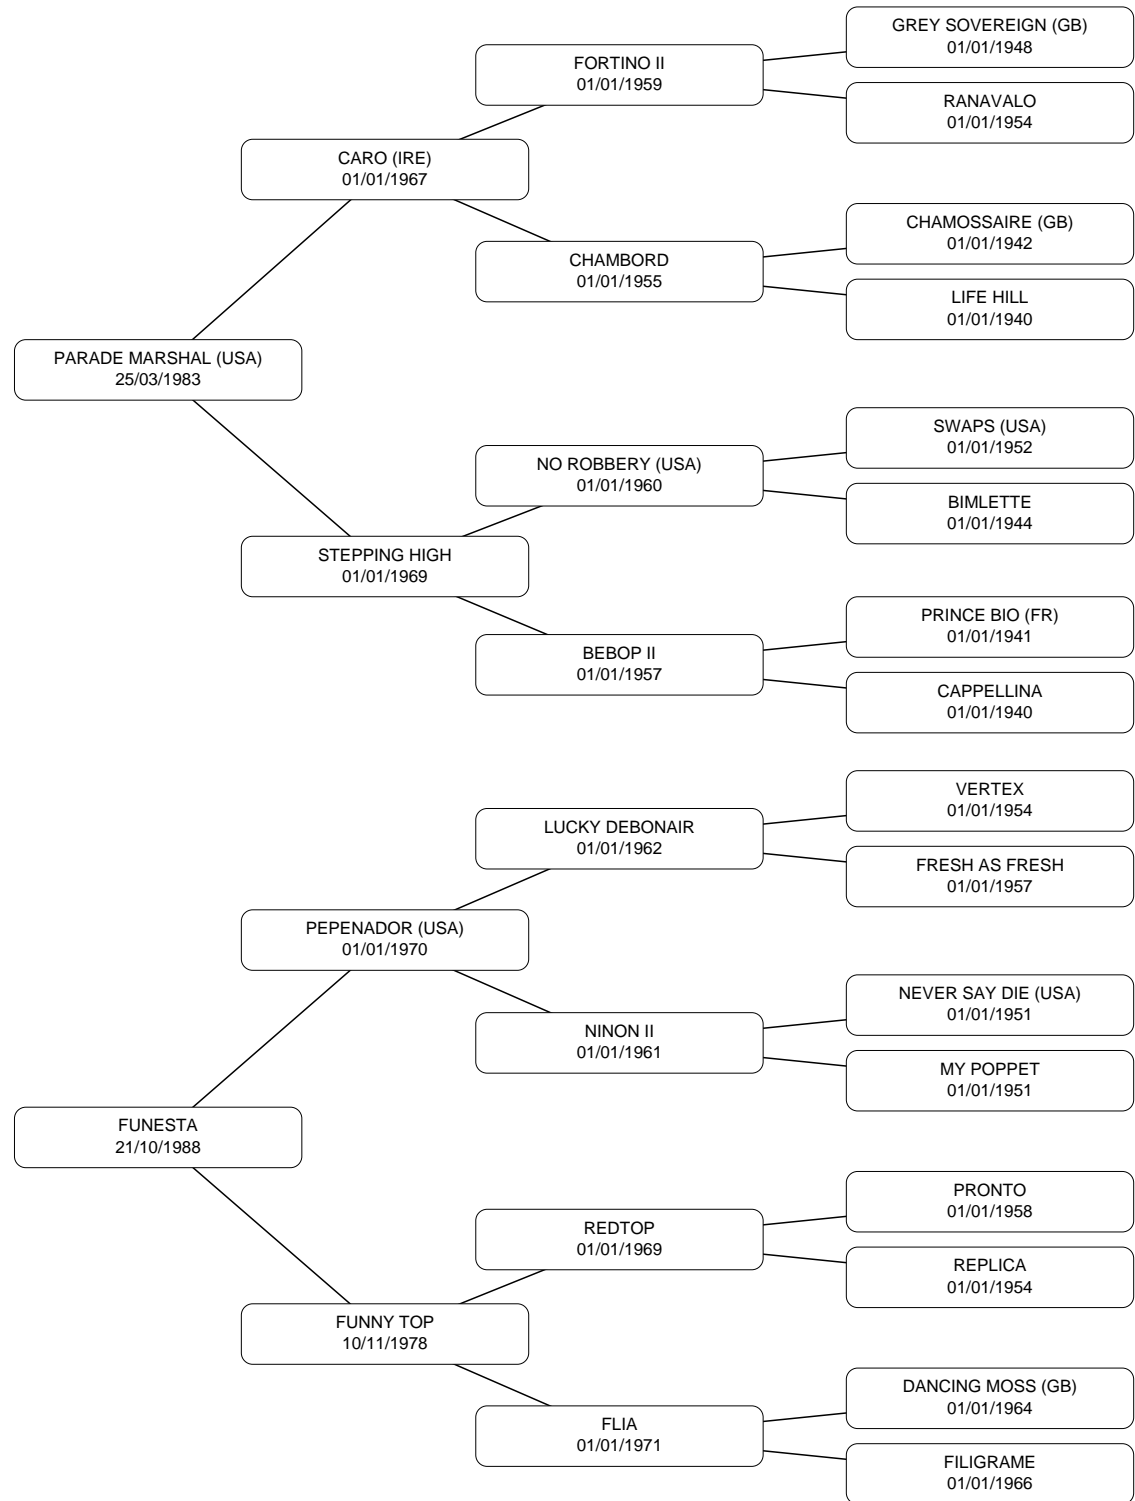 GREY SOVEREIGN (GB)
01/01/1948
FORTINO II
01/01/1959
RANAVALO
01/01/1954
CARO (IRE)
01/01/1967
CHAMOSSAIRE (GB)
01/01/1942
CHAMBORD
01/01/1955
LIFE HILL
01/01/1940
PARADE MARSHAL (USA)
25/03/1983
SWAPS (USA)
01/01/1952
NO ROBBERY (USA)
01/01/1960
BIMLETTE
01/01/1944
STEPPING HIGH
01/01/1969
PRINCE BIO (FR)
01/01/1941
BEBOP II
01/01/1957
CAPPELLINA
01/01/1940
VERTEX
01/01/1954
LUCKY DEBONAIR
01/01/1962
FRESH AS FRESH
01/01/1957
PEPENADOR (USA)
01/01/1970
NEVER SAY DIE (USA)
01/01/1951
NINON II
01/01/1961
MY POPPET
01/01/1951
FUNESTA
21/10/1988
PRONTO
01/01/1958
REDTOP
01/01/1969
REPLICA
01/01/1954
FUNNY TOP
10/11/1978
DANCING MOSS (GB)
01/01/1964
FLIA
01/01/1971
FILIGRAME
01/01/1966